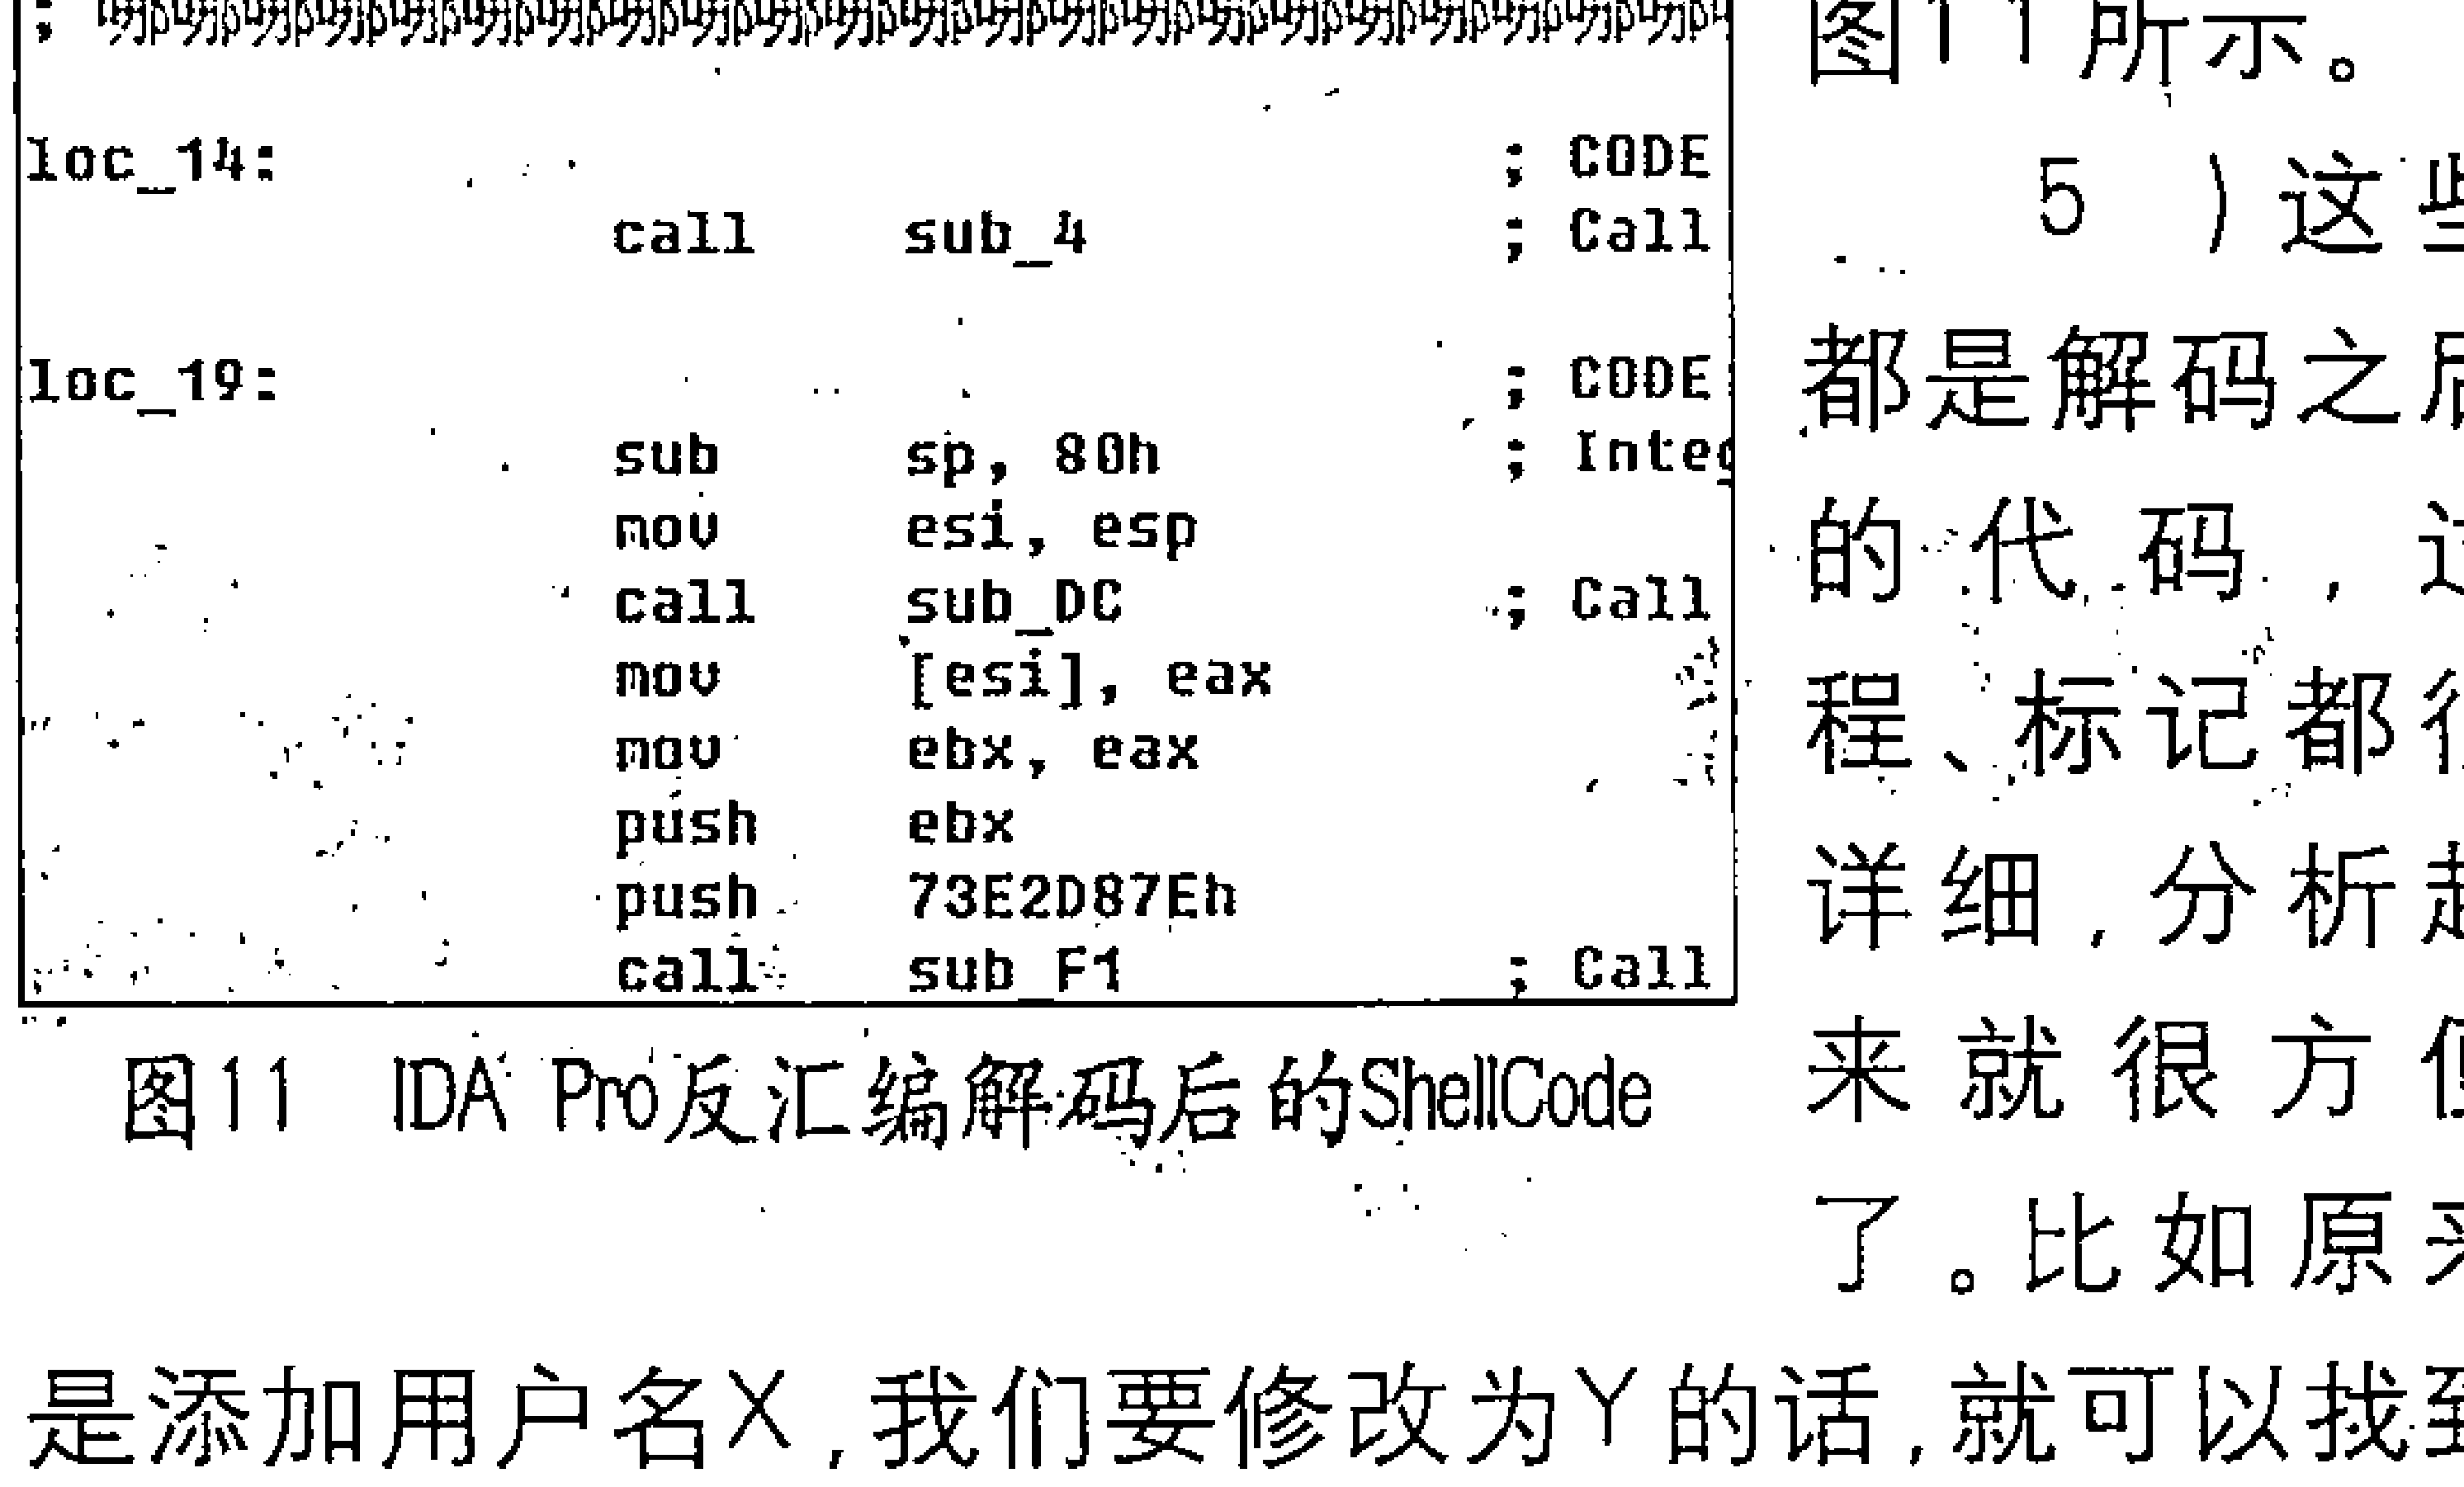 loc_14: ; CODE
call sub_4 ; Call
loc_19: ; CODE
sub sp, 80h ; Integ
mov esi, esp
call sub_DC ; Call
mov [esi], eax
mov ebx, eax
push ebx
push 73E2D87Eh
call sub_F1 ; Call
图11 IDA Pro反汇编解码后的ShellCode
图11所示。
5 )这些
都是解码之后
的代码，过
程、标记都很
详细,分析起
来就很方便
了。比如原来
是添加用户名X,我们要修改为Y的话,就可以找到